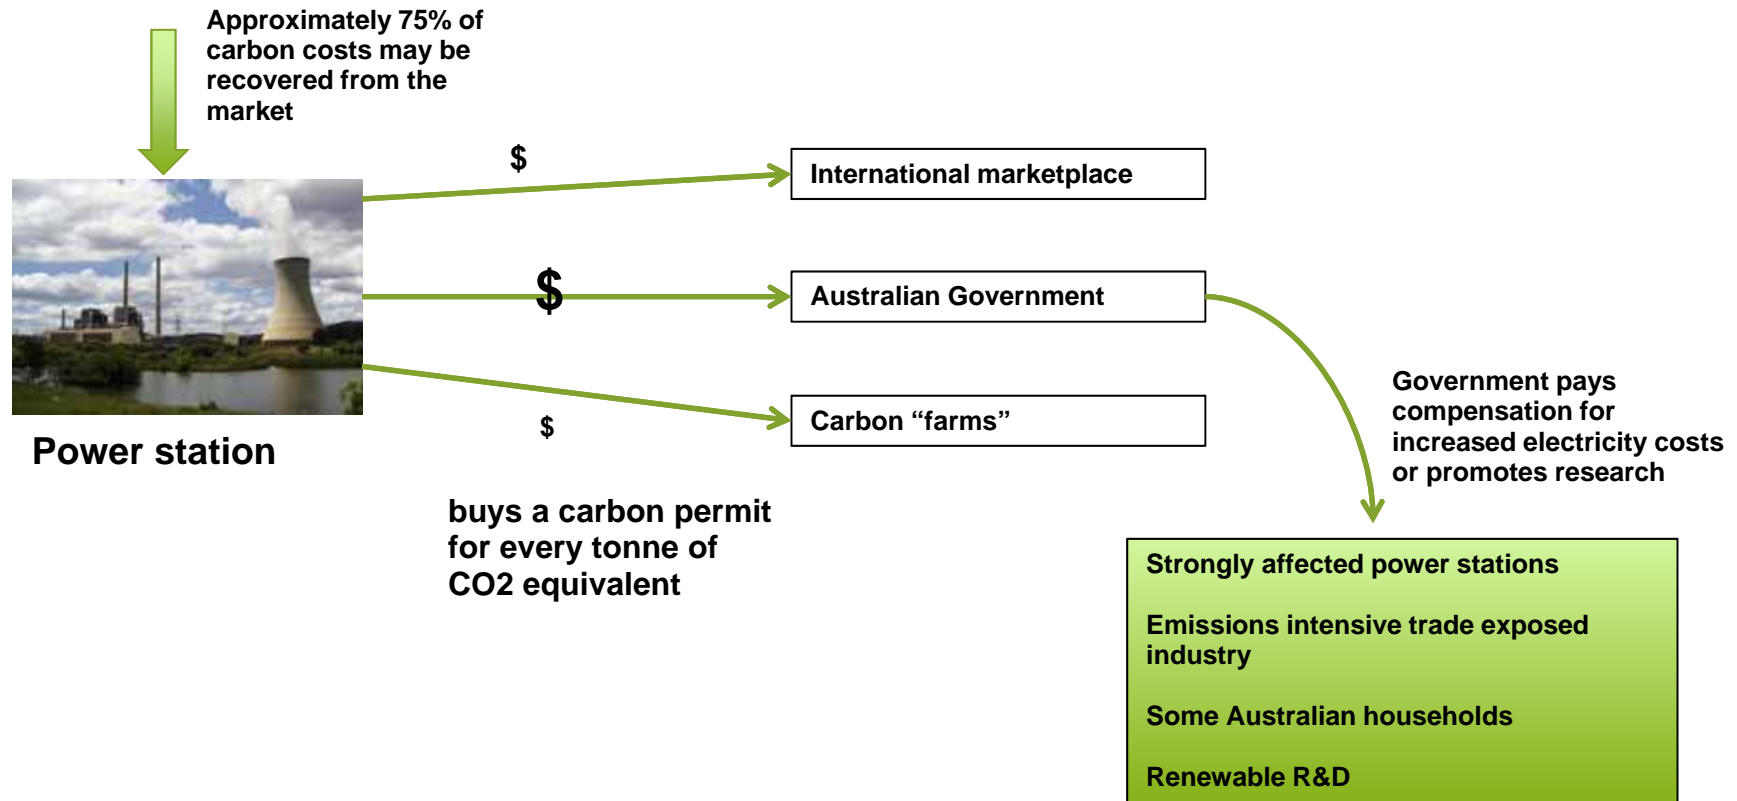 Approximately 75% of
carbon costs may be
recovered from the
market
$
International marketplace
$
Australian Government
$
Carbon “farms”
Power station
buys a carbon permit
for every tonne of
CO2 equivalent
Government pays
compensation for
increased electricity costs
or promotes research
Strongly affected power stations
Emissions intensive trade exposed
industry
Some Australian households
Renewable R&D